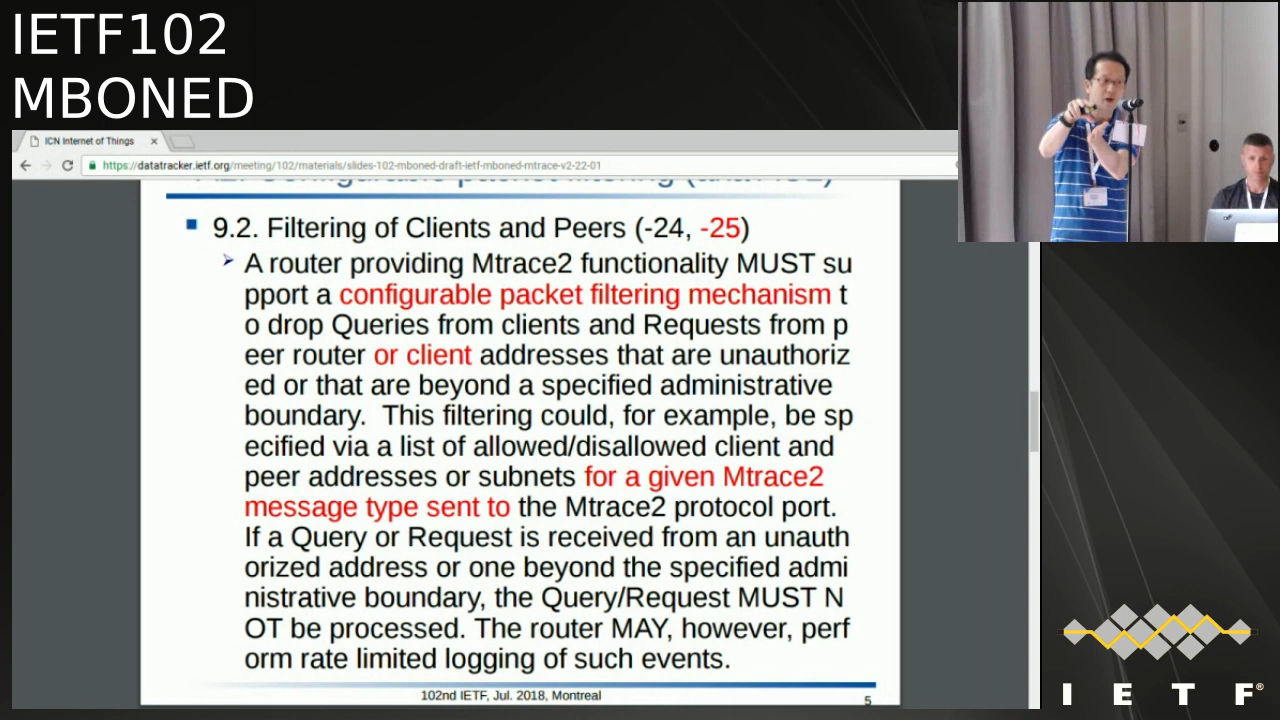 IETF102
MBONED
ICN Internet of Things
https://datatracker.ietf.org/meeting/102/materials/slides-102-mboned-draft-ietf-mboned-mtrace-v2-22-01
9.2. Filtering of Clients and Peers (-24, -25)
A router providing Mtrace2 functionality MUST su
pport a configurable packet filtering mechanism t
o drop Queries from clients and Requests from p
eer router or client addresses that are unauthoriz
ed or that are beyond a specified administrative
boundary.  This filtering could, for example, be sp
ecified via a list of allowed/disallowed client and
peer addresses or subnets for a given Mtrace2
message type sent to the Mtrace2 protocol port.
If a Query or Request is received from an unauth
orized address or one beyond the specified admi
nistrative boundary, the Query/Request MUST N
OT be processed. The router MAY, however, perf
orm rate limited logging of such events.
102nd IETF, Jul. 2018, Montreal
5
I E T F®